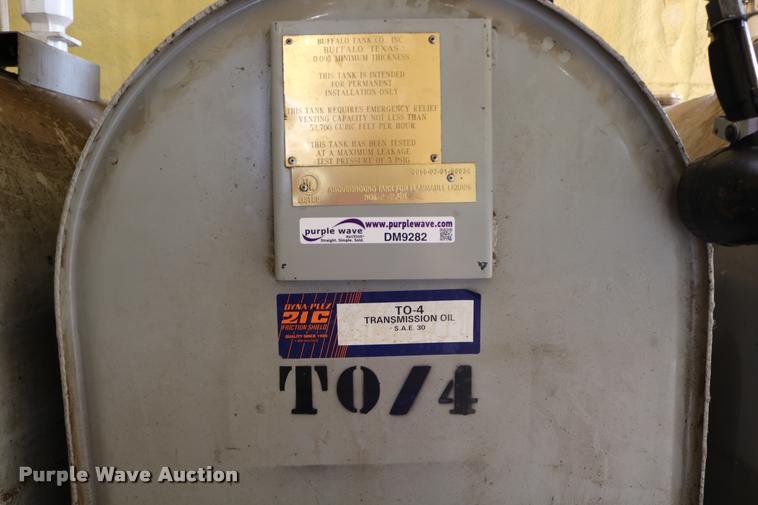 BUFFALO TANK CO. INC
BUFFALO, TEXAS
0.093 MINIMUM THICKNESS
THIS TANK IS INTENDED
FOR PERMANENT
INSTALLATION ONLY
THIS TANK REQUIRES EMERGENCY RELIEF
VENTING CAPACITY NOT LESS THAN
52,700 CUBIC FEET PER HOUR
THIS TANK HAS BEEN TESTED
AT A MAXIMUM LEAKAGE
TEST PRESSURE OF 5 PSIG
UL
LISTED
ABOVEGROUND TANK FOR FLAMMABLE LIQUIDS
purple wave
Auction
Straight. Simple. Sold.
www.purplewave.com
DM9282
DYNA-PLEX
21C
FRICTION SHIELD
QUALITY SINCE
TO-4
TRANSMISSION OIL
S.A.E. 30
TO/4
Purple Wave Auction